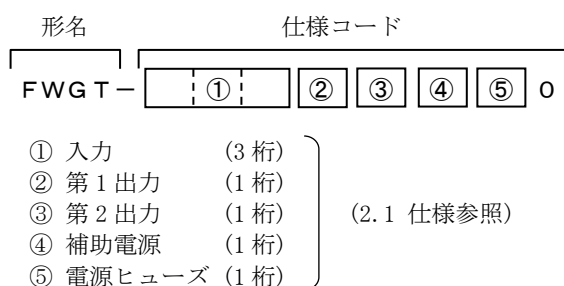 形名 仕様コード
FWGT－ ① ② ③ ④ ⑤ 0
① 入力 (3桁)
② 第1出力 (1桁)
③ 第2出力 (1桁) (2.1 仕様参照)
④ 補助電源 (1桁)
⑤ 電源ヒューズ (1桁)